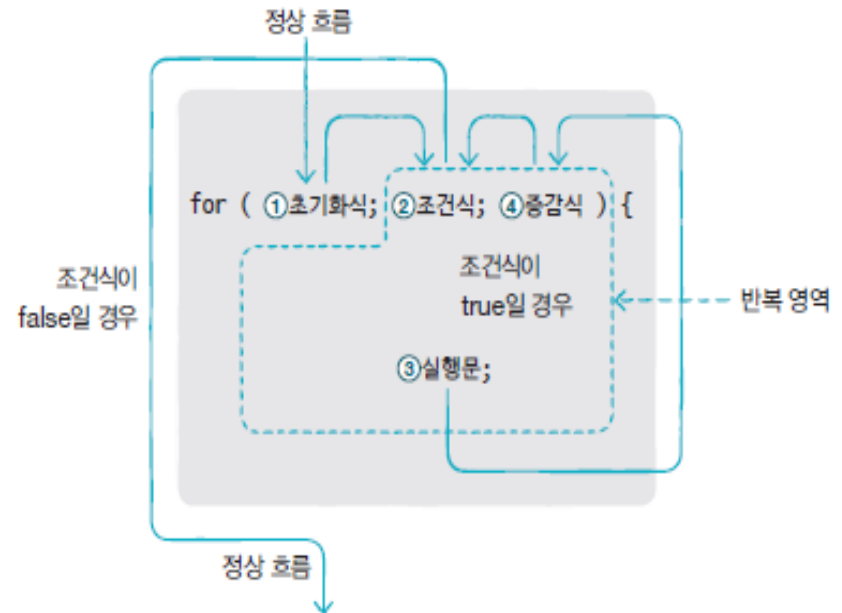 정상 흐름
for ( ①초기화식; ②조건식; ④증감식 ) {
조건식이
false일 경우
조건식이
true일 경우
반복 영역
③실행문;
정상 흐름